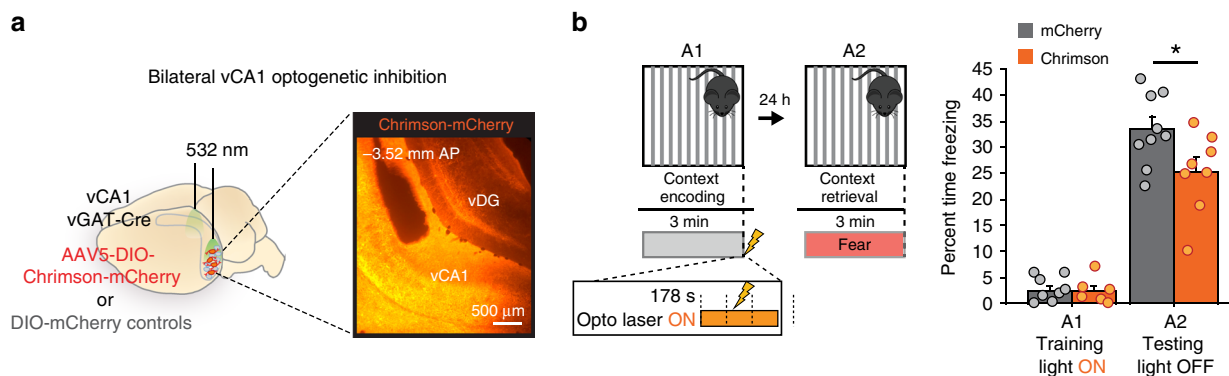 a
Bilateral vCA1 optogenetic inhibition
532 nm
vCA1
vGAT-Cre
AAV5-DIO-
Chrimson-mCherry
or
DIO-mCherry controls
Chrimson-mCherry
–3.52 mm AP
vDG
vCA1
500 µm
b
A1
A2
24 h
Context
encoding
Context
retrieval
3 min
3 min
Fear
178 s
Opto laser ON
mCherry
Chrimson
*
Percent time freezing
45
40
35
30
25
20
15
10
5
0
A1
Training
light ON
A2
Testing
light OFF